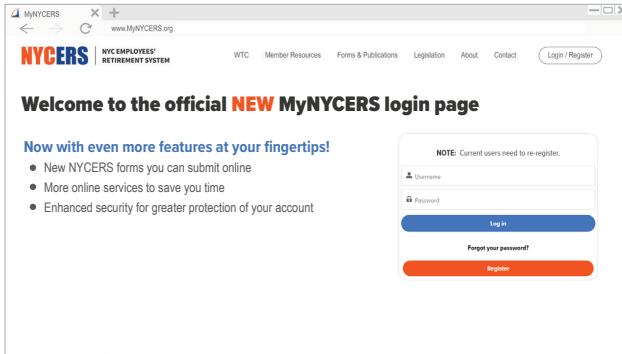 MyNYCERS
www.MyNYCERS.org
NYCERS NYC EMPLOYEES'
RETIREMENT SYSTEM
WTC Member Resources Forms & Publications Legislation About Contact Login / Register
Welcome to the official NEW MyNYCERS login page
Now with even more features at your fingertips!
New NYCERS forms you can submit online
More online services to save you time
Enhanced security for greater protection of your account
NOTE: Current users need to re-register.
Username
Password
Log in
Forgot your password?
Register